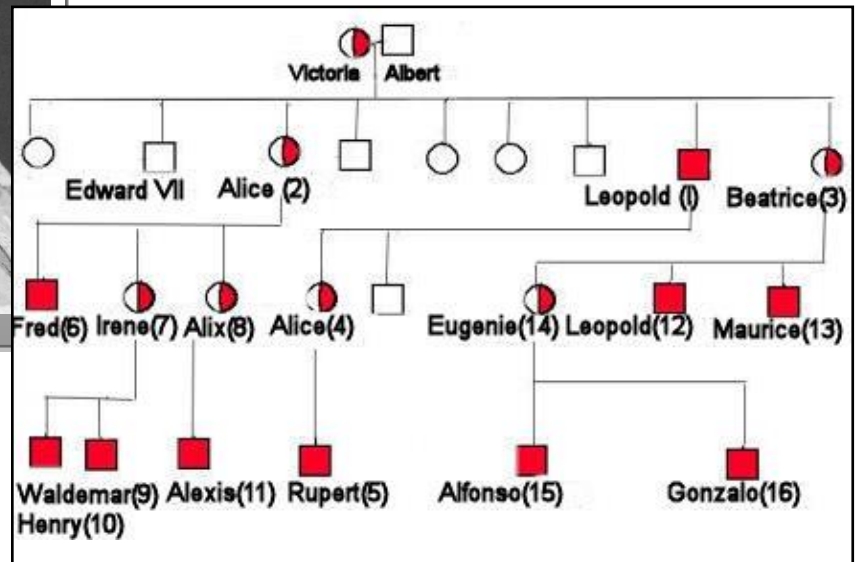 Victoria Albert
Edward VII Alice (2) Leopold (l) Beatrice(3)
Fred(6) Irene(7) Alix(8) Alice(4) Eugenie(14) Leopold(12) Maurice(13)
Waldemar(9) Alexis(11) Rupert(5) Alfonso(15) Gonzalo(16)
Henry(10)